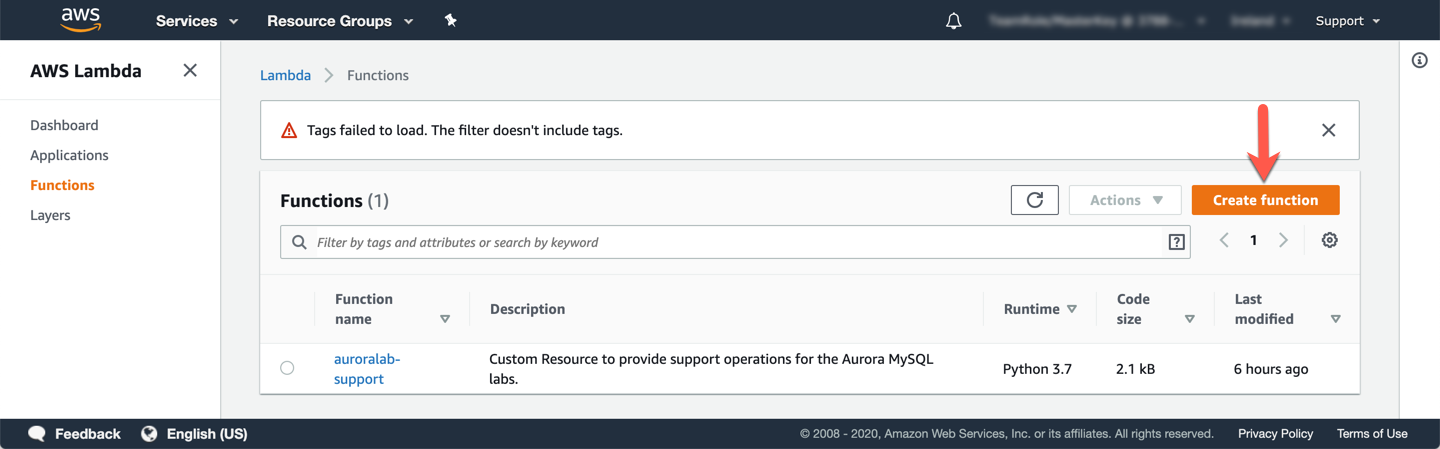 aws Services Resource Groups Support
AWS Lambda
Lambda > Functions
Dashboard
Applications
Functions
Layers
Tags failed to load. The filter doesn't include tags.
Functions (1) Actions Create function
Filter by tags and attributes or search by keyword ? < 1 >
Function name Description Runtime Code size Last modified
auroralab-support Custom Resource to provide support operations for the Aurora MySQL labs. Python 3.7 2.1 kB 6 hours ago
Feedback English (US) © 2008 - 2020, Amazon Web Services, Inc. or its affiliates. All rights reserved. Privacy Policy Terms of Use